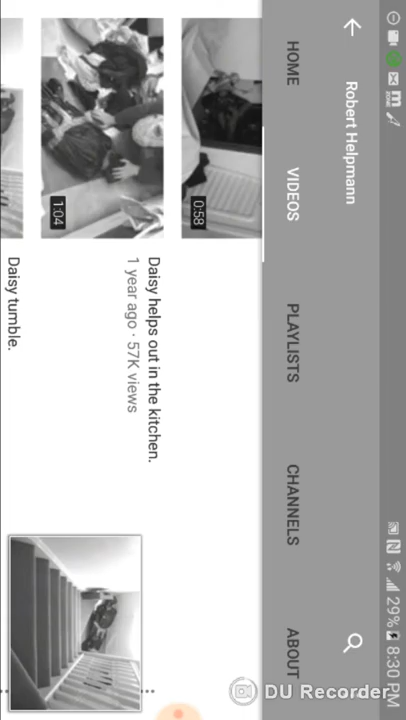 29% 8:30 PM
Robert Helpmann
HOME
VIDEOS
PLAYLISTS
CHANNELS
ABOUT
0:58
1:04
Daisy helps out in the kitchen.
1 year ago · 57K views
Daisy tumble.
DU Recorder